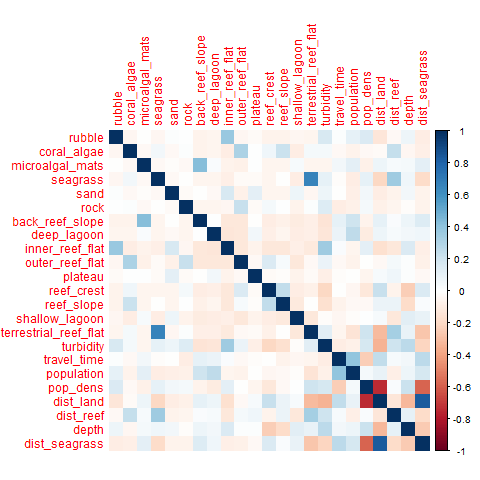 rubble
coral_algae
microalgal_mats
seagrass
sand
rock
back_reef_slope
deep_lagoon
inner_reef_flat
outer_reef_flat
plateau
reef_crest
reef_slope
shallow_lagoon
terrestrial_reef_flat
turbidity
travel_time
population
pop_dens
dist_land
dist_reef
depth
dist_seagrass
rubble
coral_algae
microalgal_mats
seagrass
sand
rock
back_reef_slope
deep_lagoon
inner_reef_flat
outer_reef_flat
plateau
reef_crest
reef_slope
shallow_lagoon
terrestrial_reef_flat
turbidity
travel_time
population
pop_dens
dist_land
dist_reef
depth
dist_seagrass
1
0.8
0.6
0.4
0.2
0
-0.2
-0.4
-0.6
-0.8
-1